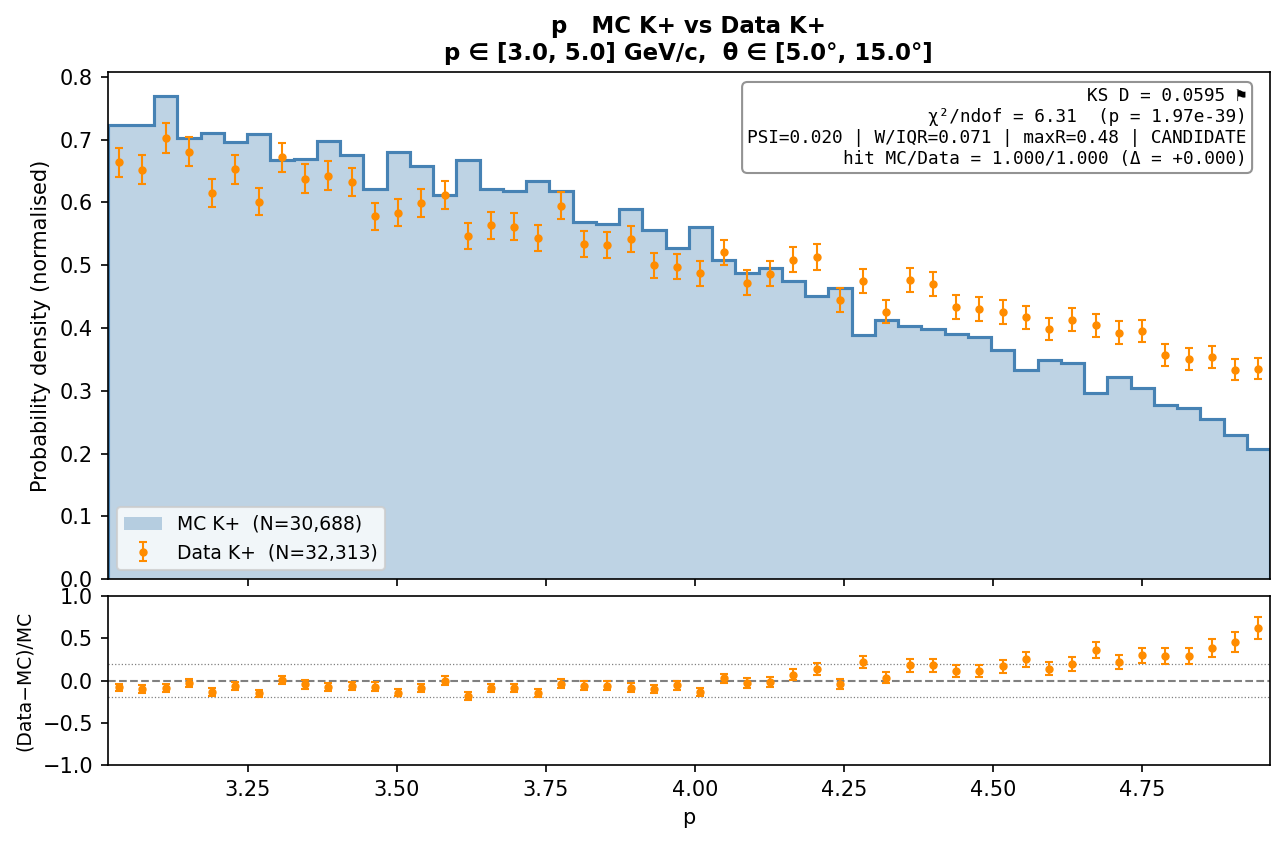 p   MC K+ vs Data K+
p ∈ [3.0, 5.0] GeV/c,  θ ∈ [5.0°, 15.0°]
KS D = 0.0595 ⚑
χ²/ndof = 6.31  (p = 1.97e-39)
PSI=0.020 | W/IQR=0.071 | maxR=0.48 | CANDIDATE
hit MC/Data = 1.000/1.000 (Δ = +0.000)
Probability density (normalised)
0.8
0.7
0.6
0.5
0.4
0.3
0.2
0.1
0.0
MC K+  (N=30,688)
Data K+  (N=32,313)
(Data−MC)/MC
1.0
0.5
0.0
−0.5
−1.0
3.25 3.50 3.75 4.00 4.25 4.50 4.75
p